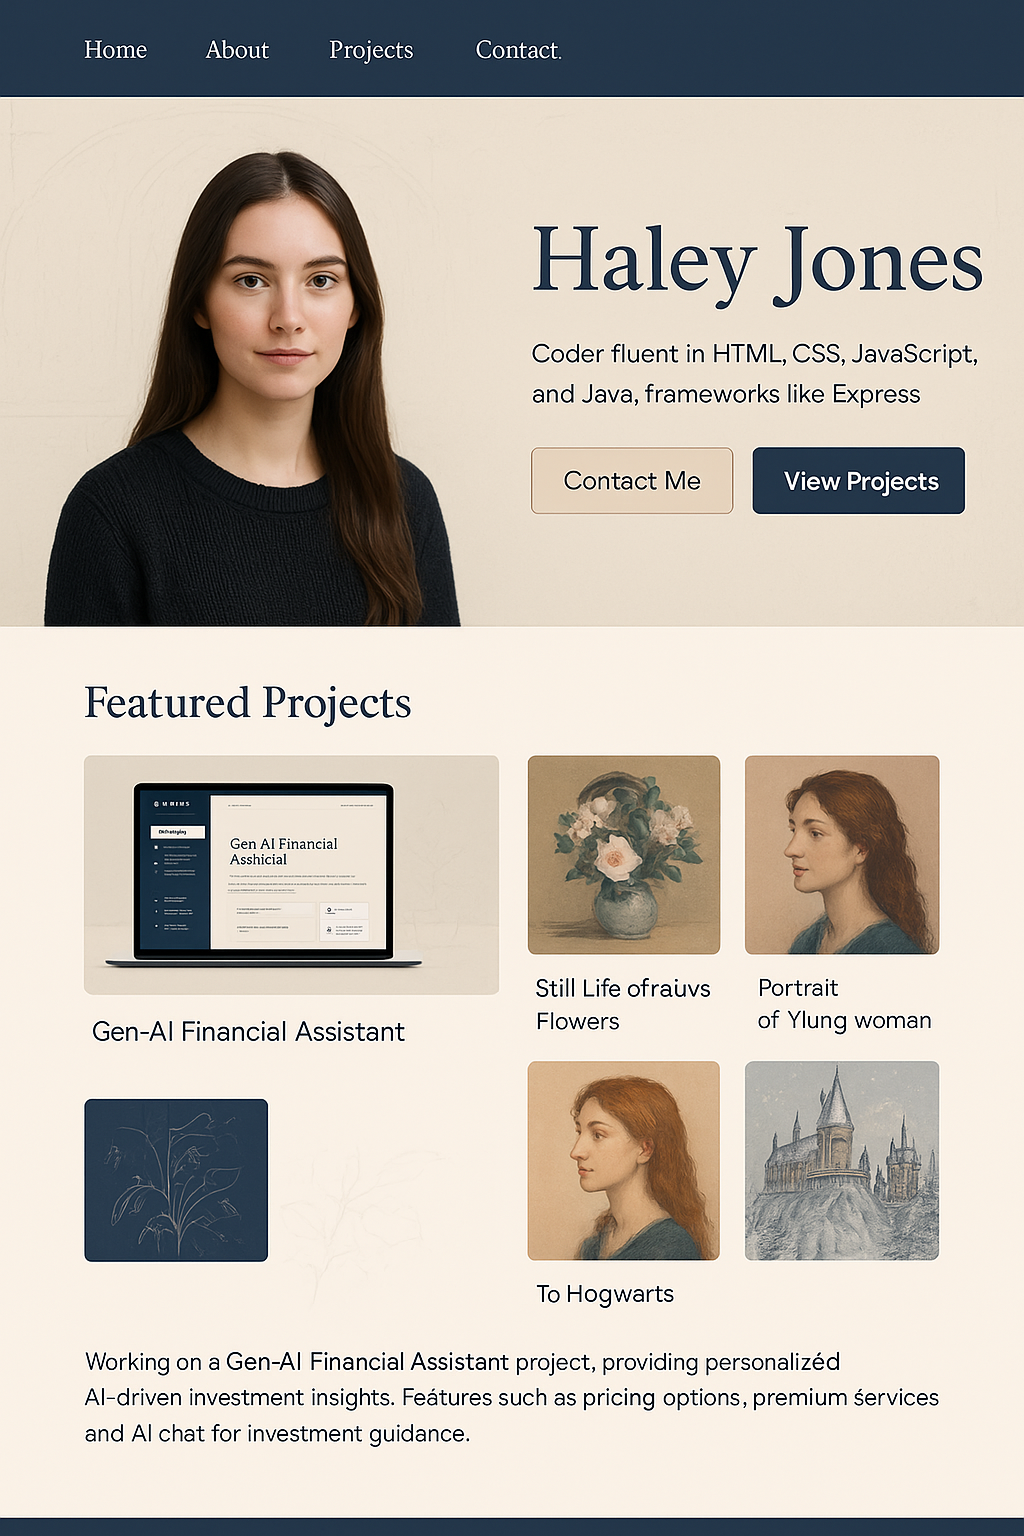 Home About Projects Contact.
Haley Jones
Coder fluent in HTML, CSS, JavaScript,
and Java, frameworks like Express
Contact Me View Projects
Featured Projects
Gen AI Financial
Asshicial
Gen-AI Financial Assistant
Still Life ofraiuvs
Flowers
Portrait
of Ylung woman
To Hogwarts
Working on a Gen-AI Financial Assistant project, providing personalizéd
AI-driven investment insights. Feátures such as pricing options, premium śervices
and AI chat for investment guidance.